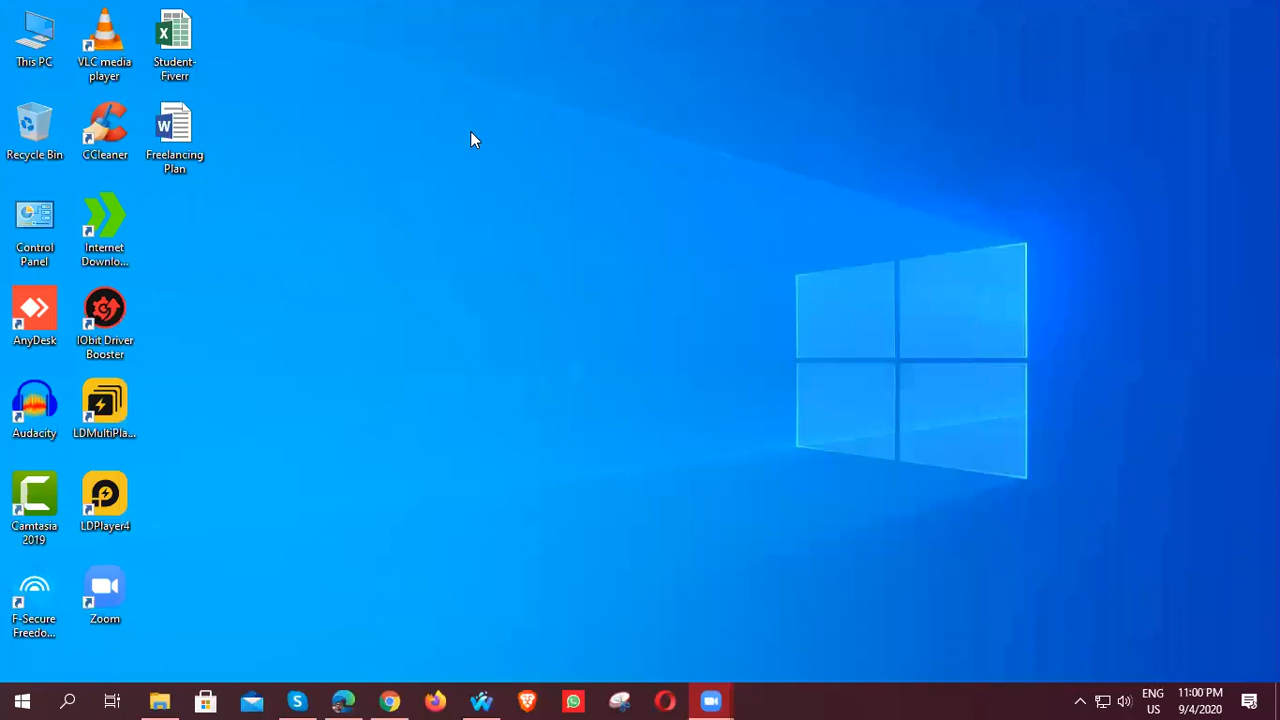 This PC
VLC media
player
Student-
Fiverr
Recycle Bin
CCleaner
Freelancing
Plan
Control
Panel
Internet
Downlo...
AnyDesk
IObit Driver
Booster
Audacity
LDMultiPla...
Camtasia
2019
LDPlayer4
F-Secure
Freedo...
Zoom
ENG
US
11:00 PM
9/4/2020